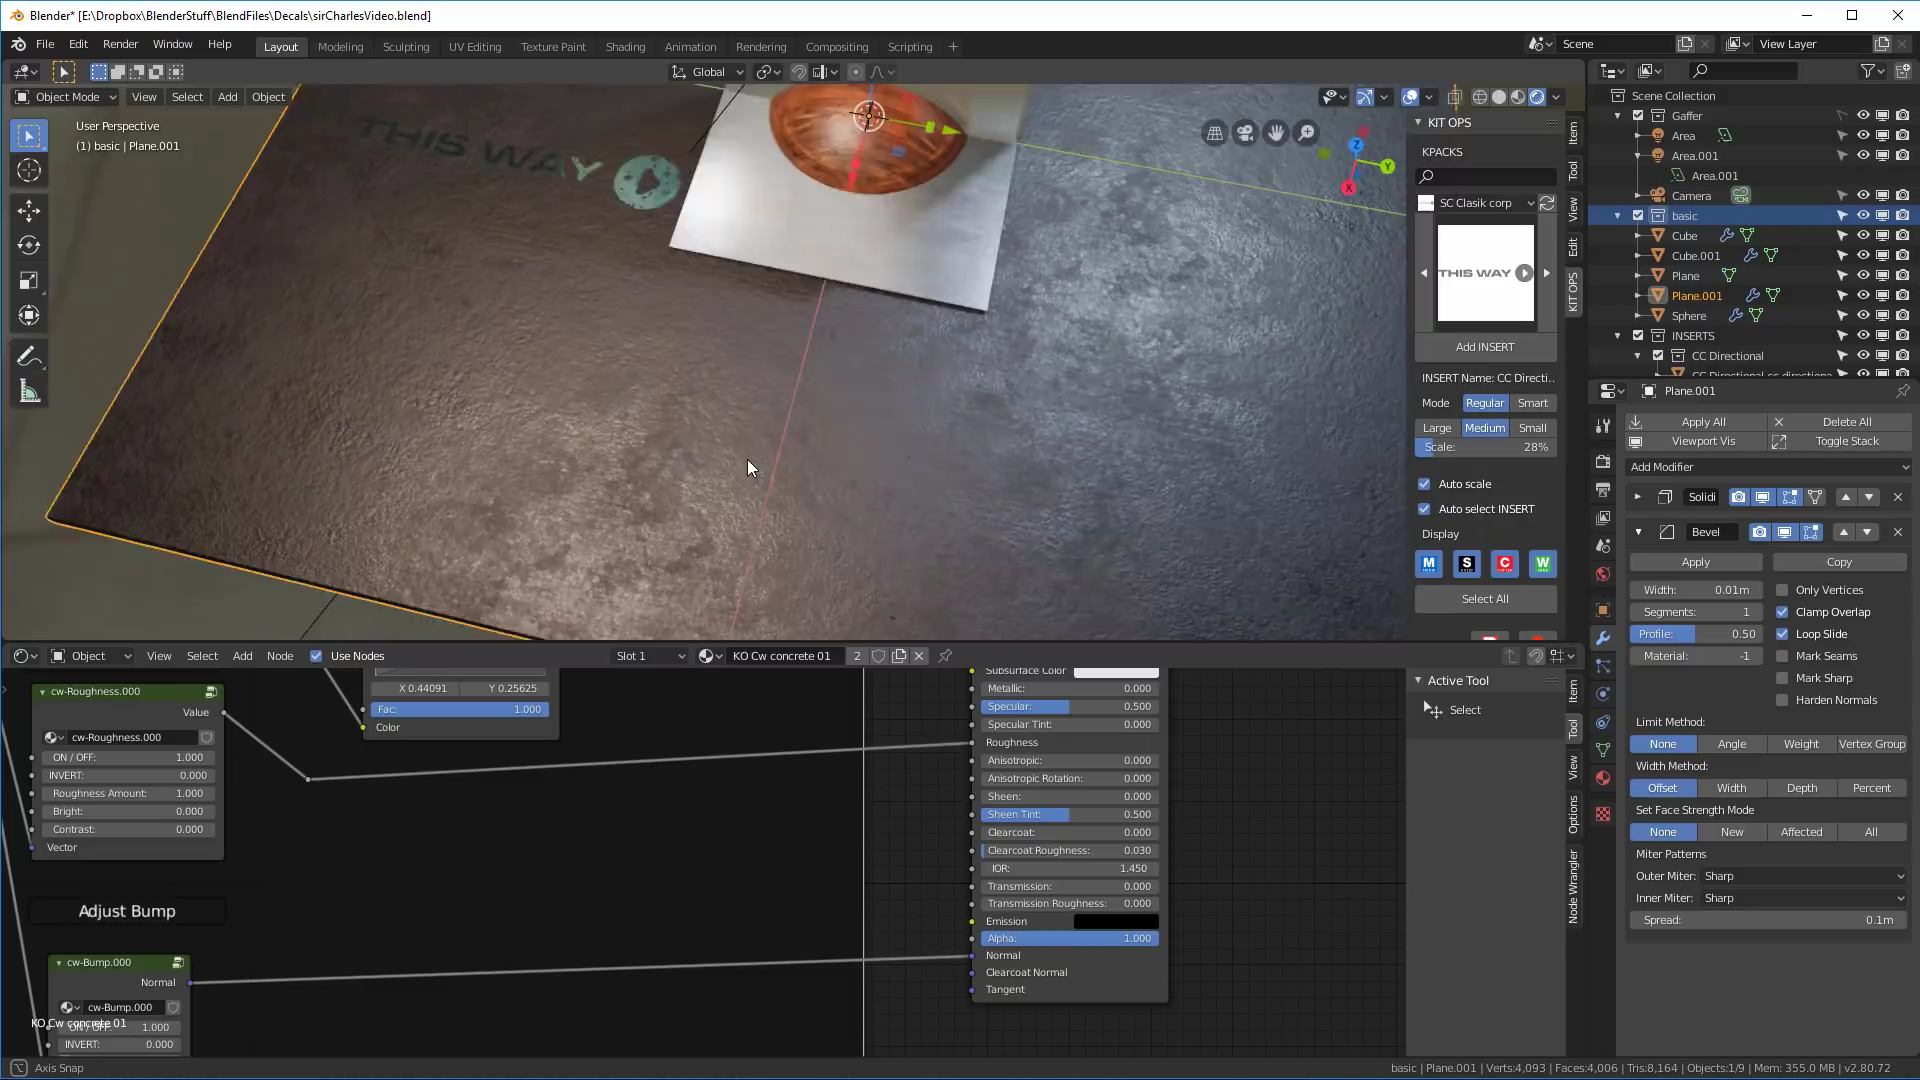 Blender* [E:\Dropbox\BlenderStuff\BlendFiles\Decals\sirCharlesVideo.blend]
File Edit Render Window Help Layout Modeling Sculpting UV Editing Texture Paint Shading Animation Rendering Compositing Scripting + Scene View Layer
Global
Object Mode View Select Add Object
User Perspective
(1) basic | Plane.001
THIS WAY
Z
Y
X
KIT OPS
KPACKS
SC Clasik corp
THIS WAY
Add INSERT
INSERT Name: CC Directi..
Mode Regular Smart
Large Medium Small
Scale: 28%
Auto scale
Auto select INSERT
Display
M S C W
Select All
Item
Tool
View
Edit
KIT OPS
Scene Collection
Gaffer
Area
Area.001
Area.001
Camera
basic
Cube
Cube.001
Plane
Plane.001
Sphere
INSERTS
CC Directional
Plane.001
Apply All Delete All
Viewport Vis Toggle Stack
Add Modifier
Solidi
Bevel
Apply Copy
Width: 0.01m Only Vertices
Segments: 1 Clamp Overlap
Profile: 0.50 Loop Slide
Material: -1 Mark Seams
Mark Sharp
Harden Normals
Limit Method:
None Angle Weight Vertex Group
Width Method:
Offset Width Depth Percent
Set Face Strength Mode
None New Affected All
Miter Patterns
Outer Miter: Sharp
Inner Miter: Sharp
Spread: 0.1m
Object View Select Add Node Use Nodes Slot 1 KO Cw concrete 01 2
cw-Roughness.000
Value
cw-Roughness.000
ON / OFF: 1.000
INVERT: 0.000
Roughness Amount: 1.000
Bright: 0.000
Contrast: 0.000
Vector
X 0.44091 Y 0.25625
Fac: 1.000
Color
Adjust Bump
cw-Bump.000
Normal
cw-Bump.000
ON / OFF: 1.000
INVERT: 0.000
KO Cw concrete 01
Subsurface Color
Metallic: 0.000
Specular: 0.500
Specular Tint: 0.000
Roughness
Anisotropic: 0.000
Anisotropic Rotation: 0.000
Sheen: 0.000
Sheen Tint: 0.500
Clearcoat: 0.000
Clearcoat Roughness: 0.030
IOR: 1.450
Transmission: 0.000
Transmission Roughness: 0.000
Emission
Alpha: 1.000
Normal
Clearcoat Normal
Tangent
Active Tool
Select
Item
Tool
View
Options
Node Wrangler
Axis Snap
basic | Plane.001 | Verts:4,093 | Faces:4,006 | Tris:8,164 | Objects:1/9 | Mem: 355.0 MB | v2.80.72